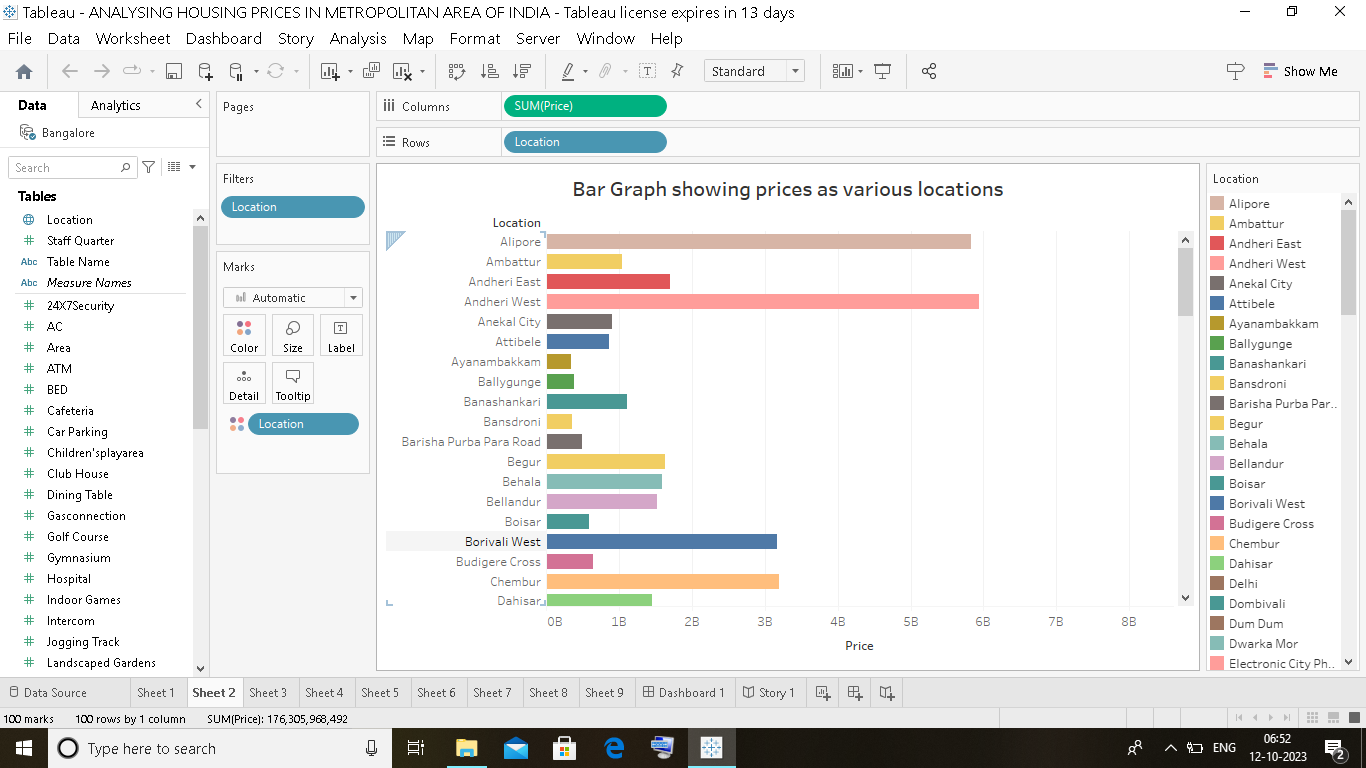 Tableau - ANALYSING HOUSING PRICES IN METROPOLITAN AREA OF INDIA - Tableau license expires in 13 days
File Data Worksheet Dashboard Story Analysis Map Format Server Window Help
Standard
Show Me
Data Analytics
Bangalore
Search
Tables
Location
Staff Quarter
Abc Table Name
Abc Measure Names
24X7Security
AC
Area
ATM
BED
Cafeteria
Car Parking
Children'splayarea
Club House
Dining Table
Gasconnection
Golf Course
Gymnasium
Hospital
Indoor Games
Intercom
Jogging Track
Landscaped Gardens
Pages
Filters
Location
Marks
Automatic
Color Size Label
Detail Tooltip
Location
Columns SUM(Price)
Rows Location
Bar Graph showing prices as various locations
Location
Alipore
Ambattur
Andheri East
Andheri West
Anekal City
Attibele
Ayanambakkam
Ballygunge
Banashankari
Bansdroni
Barisha Purba Para Road
Begur
Behala
Bellandur
Boisar
Borivali West
Budigere Cross
Chembur
Dahisar
0B 1B 2B 3B 4B 5B 6B 7B 8B
Price
Location
Alipore
Ambattur
Andheri East
Andheri West
Anekal City
Attibele
Ayanambakkam
Ballygunge
Banashankari
Bansdroni
Barisha Purba Par..
Begur
Behala
Bellandur
Boisar
Borivali West
Budigere Cross
Chembur
Dahisar
Delhi
Dombivali
Dum Dum
Dwarka Mor
Electronic City Ph..
Data Source Sheet 1 Sheet 2 Sheet 3 Sheet 4 Sheet 5 Sheet 6 Sheet 7 Sheet 8 Sheet 9 Dashboard 1 Story 1
100 marks 100 rows by 1 column SUM(Price): 176,305,968,492
Type here to search
ENG
06:52
12-10-2023
2